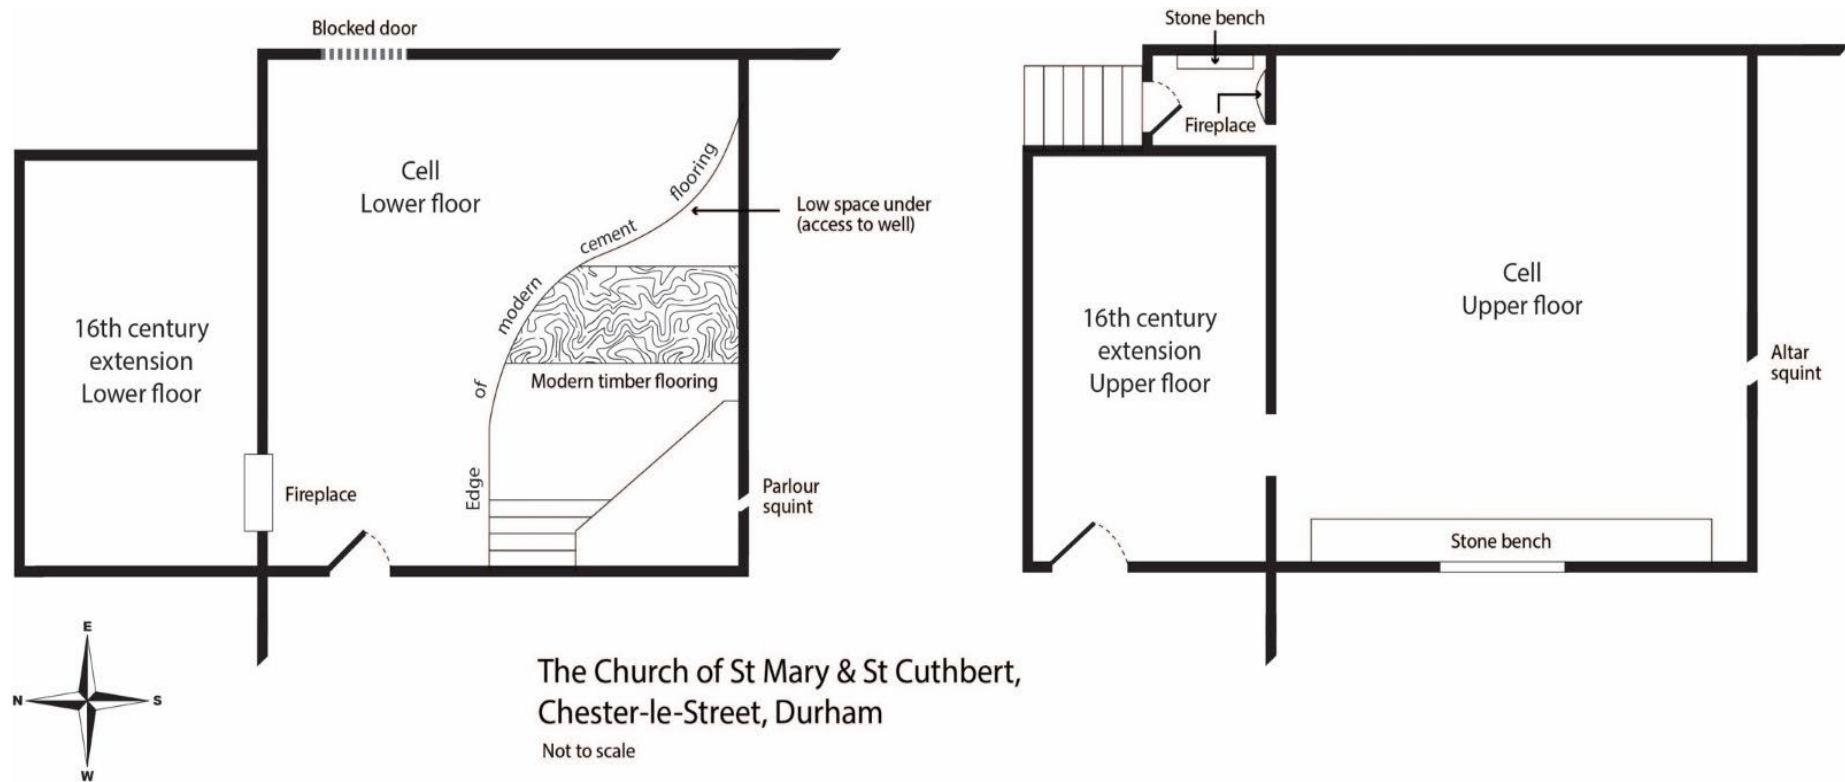 Blocked door
Cell
Lower floor
Edge of modern cement flooring
Low space under
(access to well)
Modern timber flooring
16th century
extension
Lower floor
Fireplace
Parlour
squint
Stone bench
Fireplace
Cell
Upper floor
16th century
extension
Upper floor
Altar
squint
Stone bench
E
N
S
W
The Church of St Mary & St Cuthbert,
Chester-le-Street, Durham
Not to scale